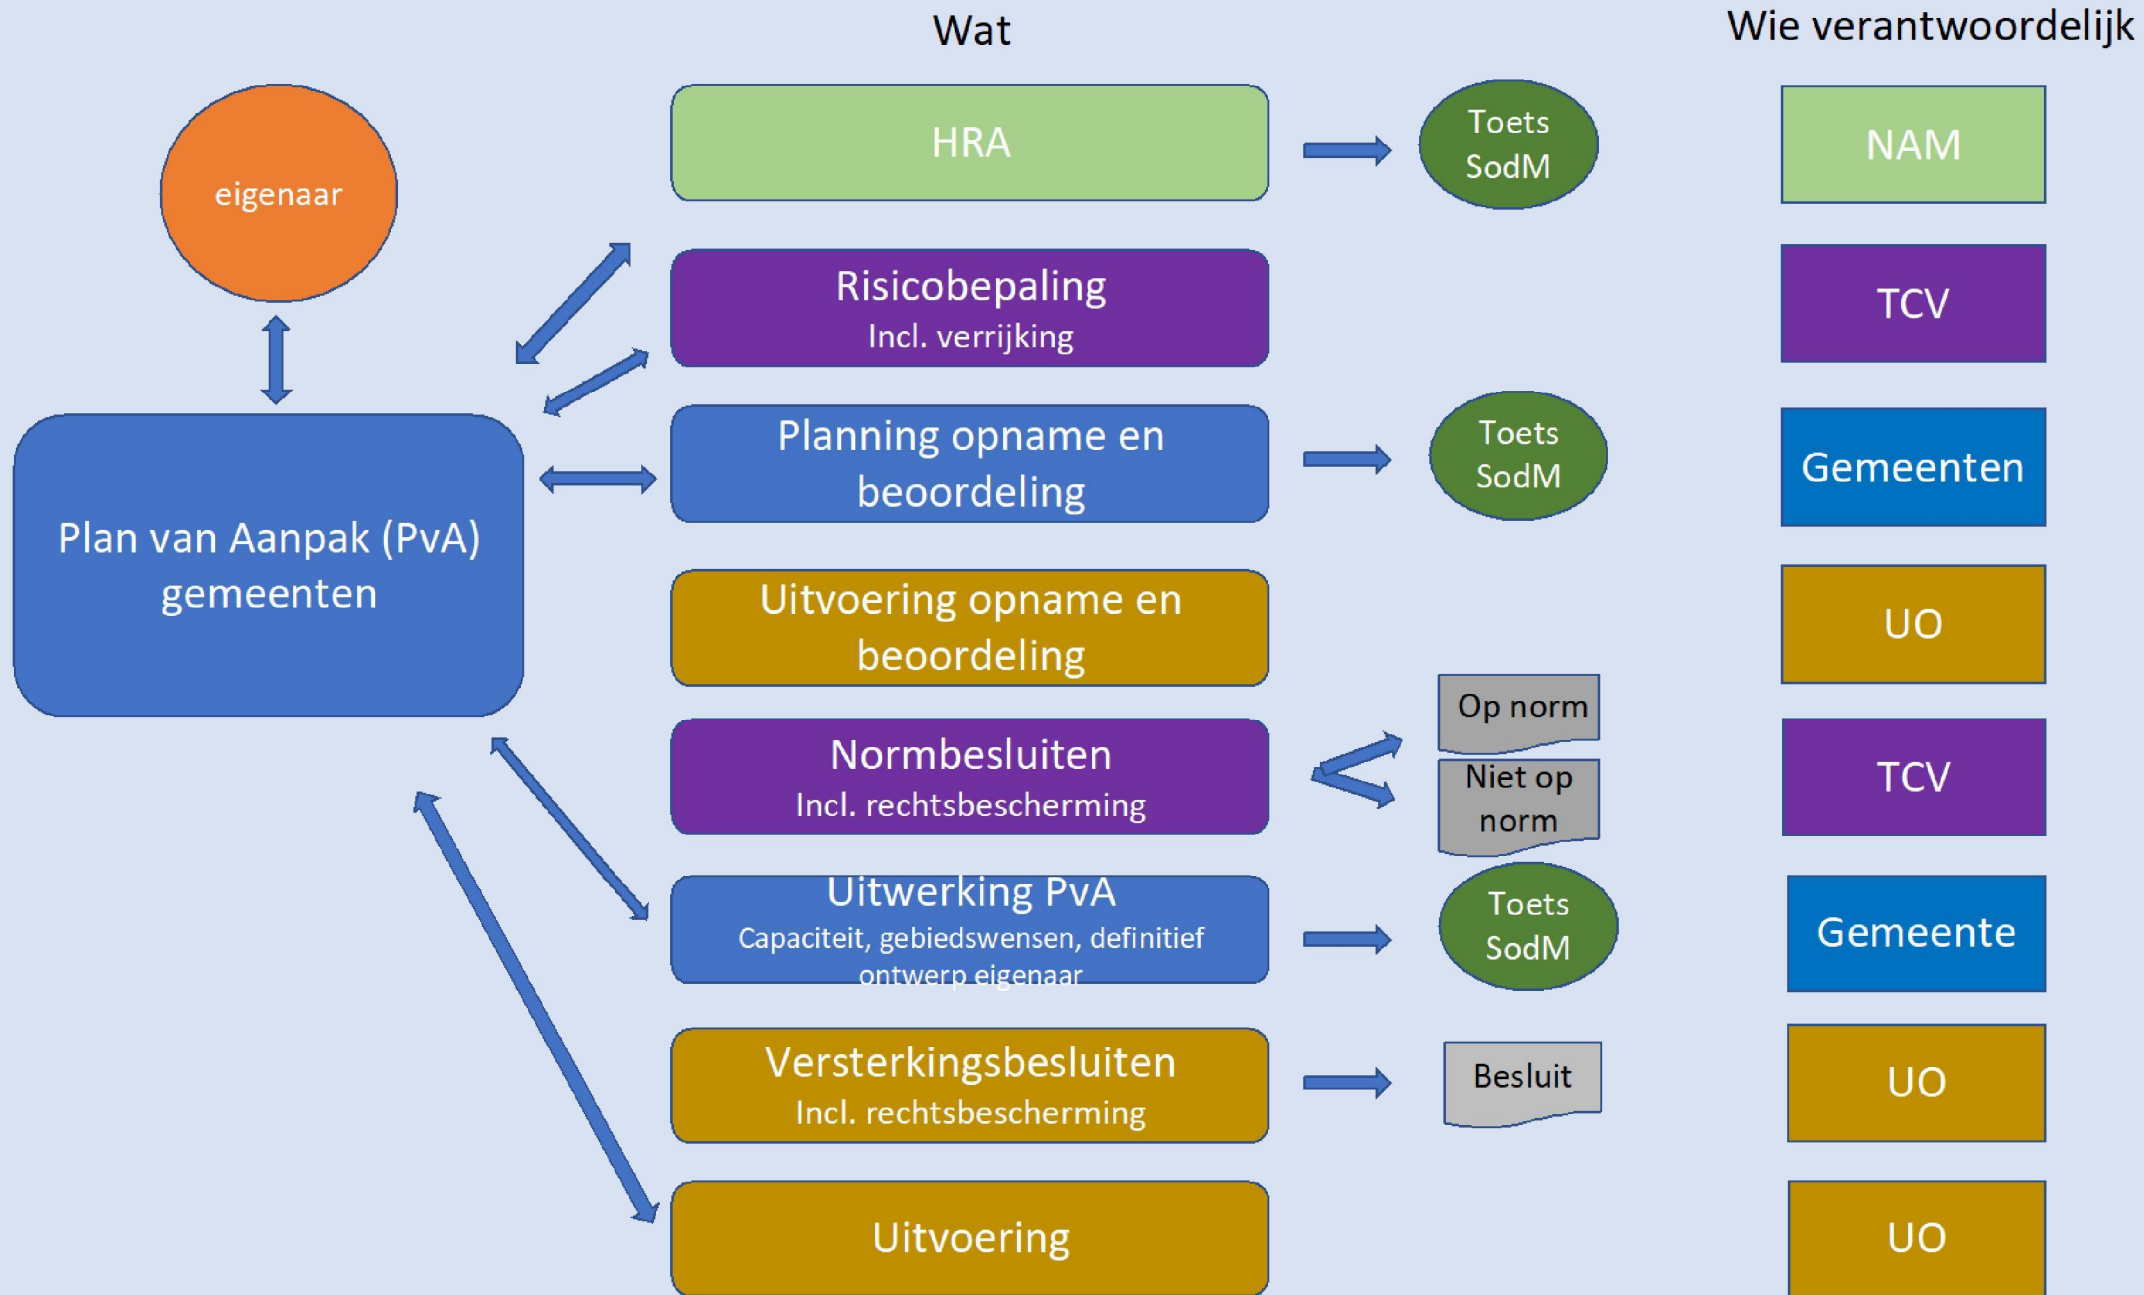 Wat
Wie verantwoordelijk
eigenaar
Plan van Aanpak (PvA)
gemeenten
HRA
Toets
SodM
NAM
Risicobepaling
Incl. verrijking
TCV
Planning opname en
beoordeling
Toets
SodM
Gemeenten
Uitvoering opname en
beoordeling
UO
Normbesluiten
Incl. rechtsbescherming
Op norm
Niet op
norm
TCV
Uitwerking PvA
Capaciteit, gebiedswensen, definitief
ontwerp eigenaar
Toets
SodM
Gemeente
Versterkingsbesluiten
Incl. rechtsbescherming
Besluit
UO
Uitvoering
UO